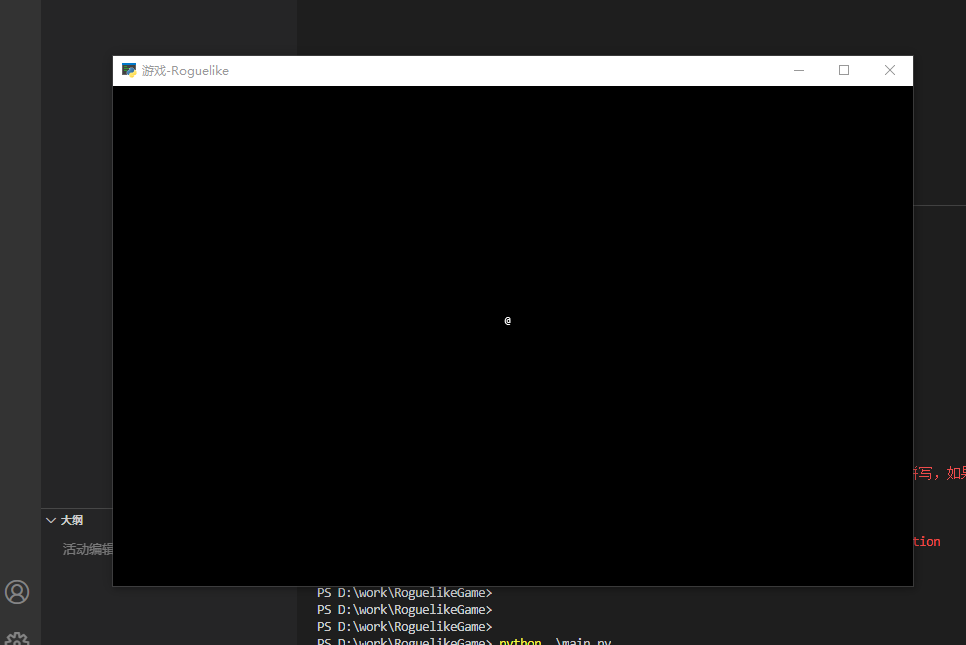 游戏-Roguelike
@
拼写，如果
tion
大纲
活动编辑
PS D:\work\RoguelikeGame>
PS D:\work\RoguelikeGame>
PS D:\work\RoguelikeGame>
PS D:\work\RoguelikeGame> python .\main.py